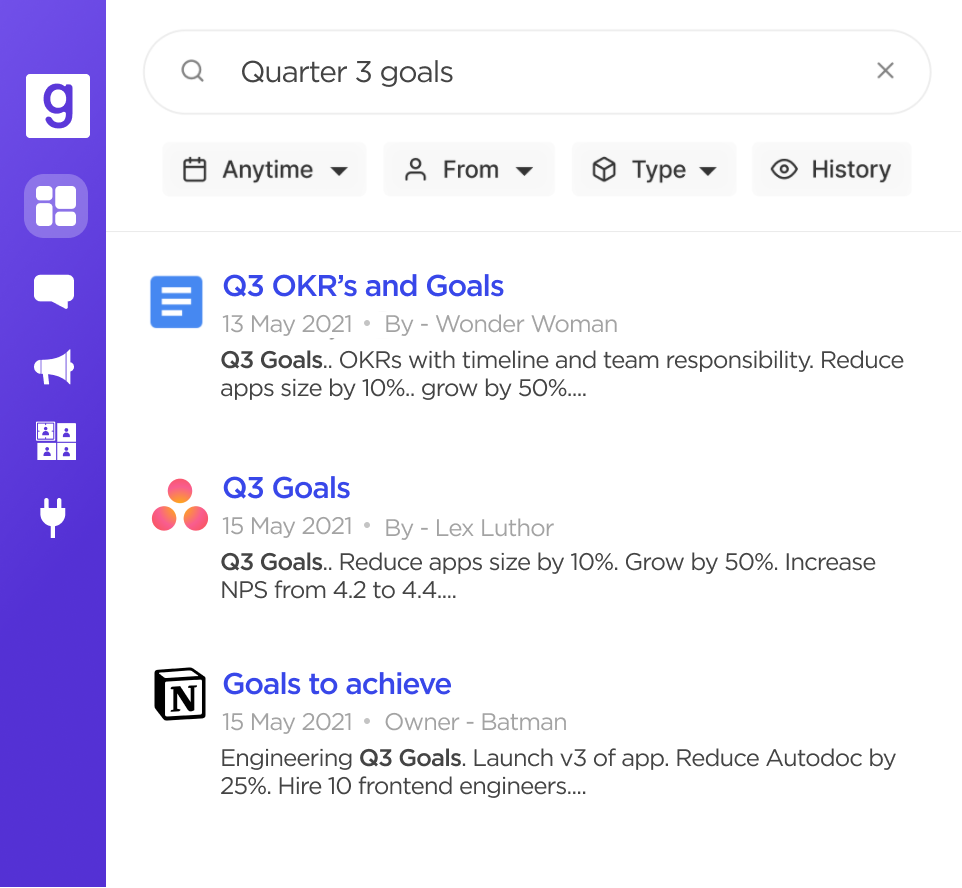 g
Quarter 3 goals
Anytime
From
Type
History
Q3 OKR’s and Goals
13 May 2021 • By - Wonder Woman
Q3 Goals.. OKRs with timeline and team responsibility. Reduce
apps size by 10%.. grow by 50%....
Q3 Goals
15 May 2021 • By - Lex Luthor
Q3 Goals.. Reduce apps size by 10%. Grow by 50%. Increase
NPS from 4.2 to 4.4....
N
Goals to achieve
15 May 2021 • Owner - Batman
Engineering Q3 Goals. Launch v3 of app. Reduce Autodoc by
25%. Hire 10 frontend engineers....